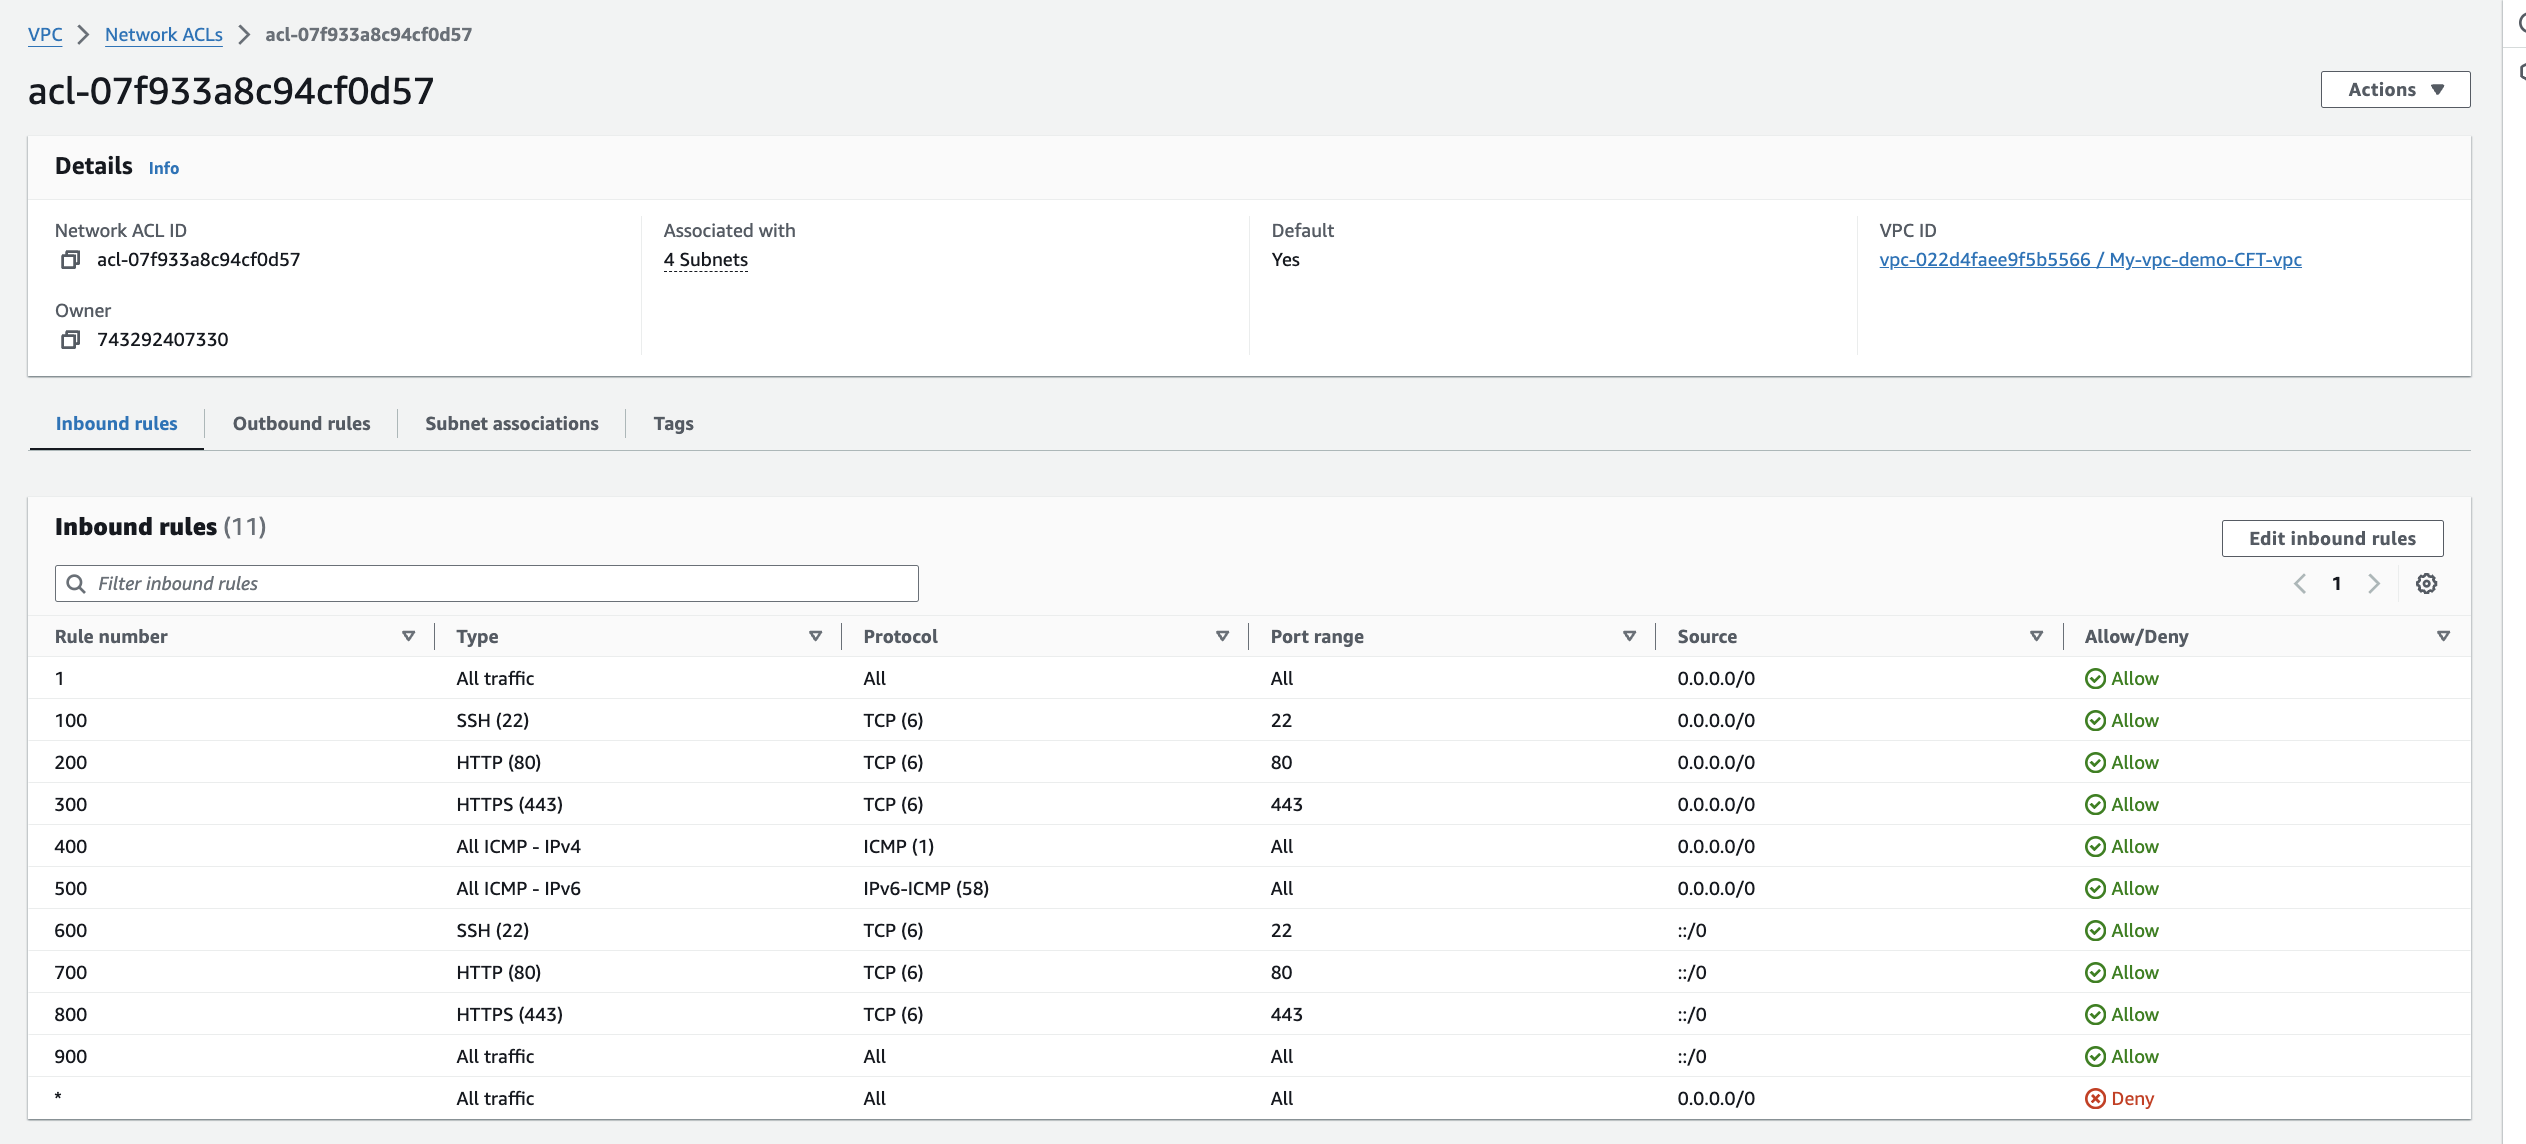 VPC > Network ACLs > acl-07f933a8c94cf0d57
acl-07f933a8c94cf0d57
Actions
Details Info
Network ACL ID Associated with Default VPC ID
acl-07f933a8c94cf0d57 4 Subnets Yes vpc-022d4faee9f5b5566 / My-vpc-demo-CFT-vpc
Owner
743292407330
Inbound rules Outbound rules Subnet associations Tags
Inbound rules (11)
Edit inbound rules
Filter inbound rules
1
Rule number Type Protocol Port range Source Allow/Deny
1 All traffic All All 0.0.0.0/0 Allow
100 SSH (22) TCP (6) 22 0.0.0.0/0 Allow
200 HTTP (80) TCP (6) 80 0.0.0.0/0 Allow
300 HTTPS (443) TCP (6) 443 0.0.0.0/0 Allow
400 All ICMP - IPv4 ICMP (1) All 0.0.0.0/0 Allow
500 All ICMP - IPv6 IPv6-ICMP (58) All 0.0.0.0/0 Allow
600 SSH (22) TCP (6) 22 ::/0 Allow
700 HTTP (80) TCP (6) 80 ::/0 Allow
800 HTTPS (443) TCP (6) 443 ::/0 Allow
900 All traffic All All ::/0 Allow
* All traffic All All 0.0.0.0/0 Deny